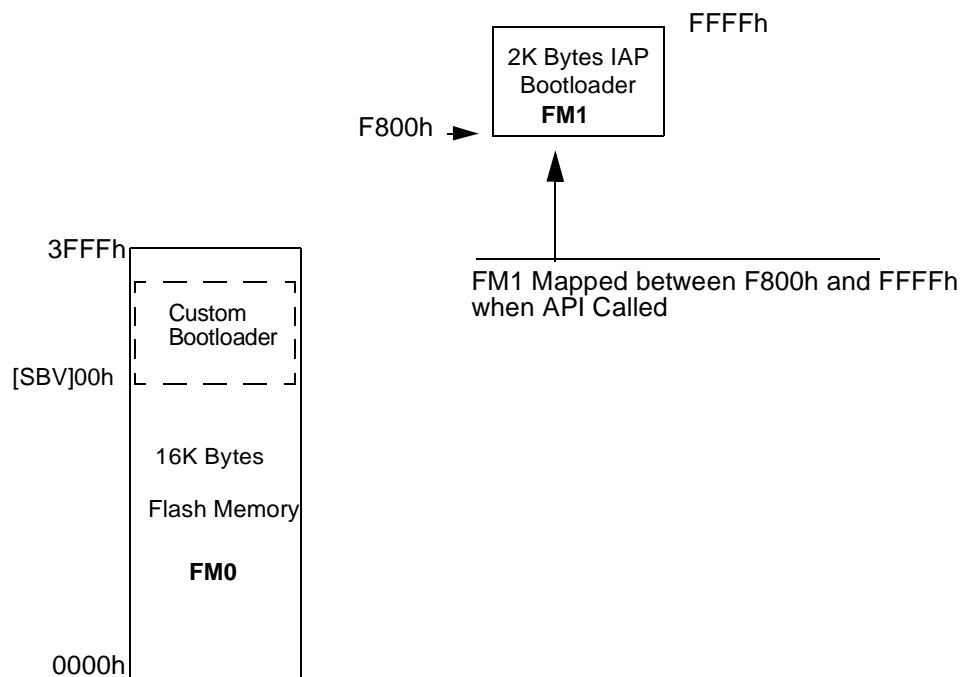 FFFFh
2K Bytes IAP
Bootloader
FM1
F800h
3FFFh
FM1 Mapped between F800h and FFFFh
when API Called
Custom
Bootloader
[SBV]00h
16K Bytes
Flash Memory
FM0
0000h